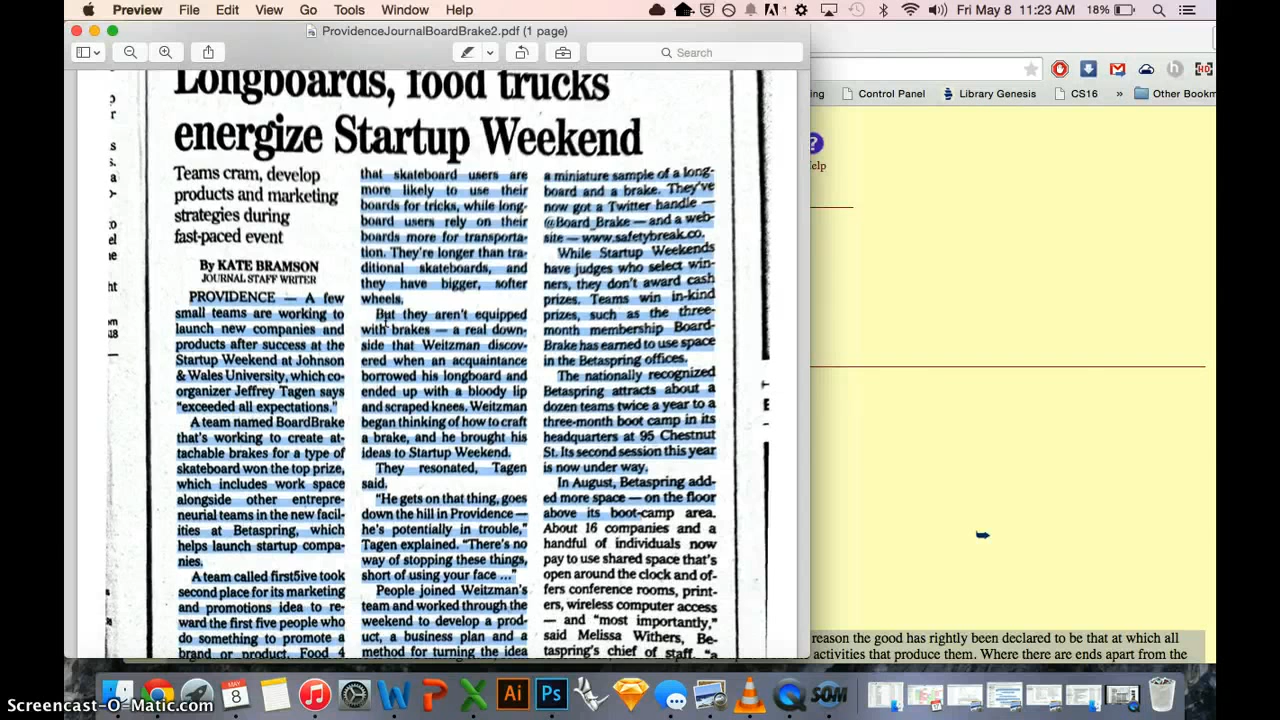 Preview File Edit View Go Tools Window Help
Fri May 8 11:23 AM 18%
ProvidenceJournalBoardBrake2.pdf (1 page)
Search
Control Panel
Library Genesis
CS16
»
Other Bookm
Longboards, food trucks
energize Startup Weekend
Teams cram, develop
products and marketing
strategies during
fast-paced event
By KATE BRAMSON
JOURNAL STAFF WRITER
PROVIDENCE — A few
small teams are working to
launch new companies and
products after success at the
Startup Weekend at Johnson
& Wales University, which co-
organizer Jeffrey Tagen says
“exceeded all expectations.”
A team named BoardBrake
that’s working to create at-
tachable brakes for a type of
skateboard won the top prize,
which includes work space
alongside other entrepre-
neurial teams in the new facil-
ities at Betaspring, which
helps launch startup compa-
nies.
A team called first5ive took
second place for its marketing
and promotions idea to re-
ward the first five people who
do something to promote a
brand or product. Food 4
that skateboard users are
more likely to use their
boards for tricks, while long-
board users rely on their
boards more for transporta-
tion. They’re longer than tra-
ditional skateboards, and
they have bigger, softer
wheels.
But they aren’t equipped
with brakes — a real down-
side that Weitzman discov-
ered when an acquaintance
borrowed his longboard and
ended up with a bloody lip
and scraped knees. Weitzman
began thinking of how to craft
a brake, and he brought his
ideas to Startup Weekend.
They resonated, Tagen
said.
“He gets on that thing, goes
down the hill in Providence —
he’s potentially in trouble,”
Tagen explained. “There’s no
way of stopping these things,
short of using your face ...”
People joined Weitzman’s
team and worked through the
weekend to develop a prod-
uct, a business plan and a
method for turning the idea
a miniature sample of a long-
board and a brake. They’ve
now got a Twitter handle —
@Board_Brake — and a web-
site — www.safetybreak.co.
While Startup Weekends
have judges who select win-
ners, they don’t award cash
prizes. Teams win in-kind
prizes, such as the three-
month membership Board-
Brake has earned to use space
in the Betaspring offices.
The nationally recognized
Betaspring attracts about a
dozen teams twice a year to a
three-month boot camp in its
headquarters at 95 Chestnut
St. Its second session this year
is now under way.
In August, Betaspring add-
ed more space — on the floor
above its boot-camp area.
About 16 companies and a
handful of individuals now
pay to use shared space that’s
open around the clock and of-
fers conference rooms, print-
ers, wireless computer access
— and “most importantly,”
said Melissa Withers, Be-
taspring’s chief of staff, “a
reason the good has rightly been declared to be that at which all
activities that produce them. Where there are ends apart from the
MAY
8
Ai
Ps
SOM
Screencast-O-Matic.com